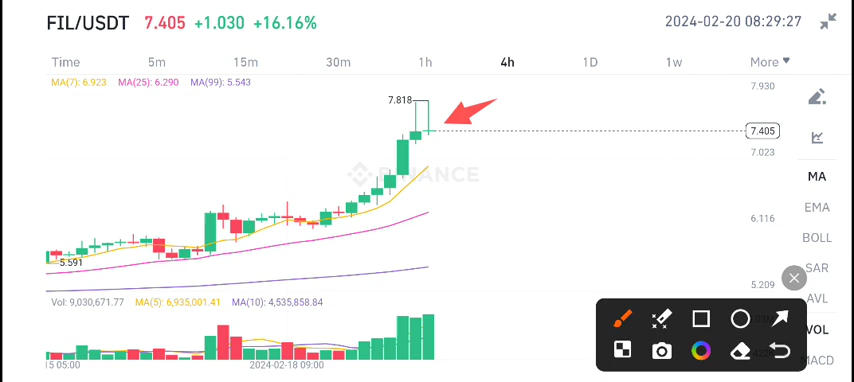 FIL/USDT 7.405 +1.030 +16.16% 2024-02-20 08:29:27
Time 5m 15m 30m 1h 4h 1D 1w More
MA(7): 6.923 MA(25): 6.290 MA(99): 5.543
7.930
7.818
7.405
7.023
BINANCE
MA
EMA
6.116
BOLL
5.591
SAR
5.209
AVL
Vol: 9,030,671.77 MA(5): 6,935,001.41 MA(10): 4,535,858.84
VOL
MACD
15 05:00 2024-02-18 09:00